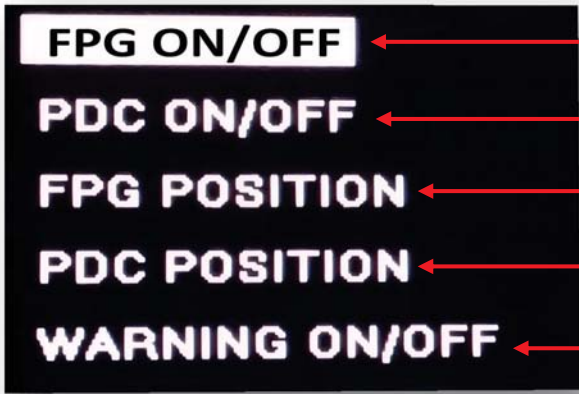 FPG ON/OFF
PDC ON/OFF
FPG POSITION
PDC POSITION
WARNING ON/OFF